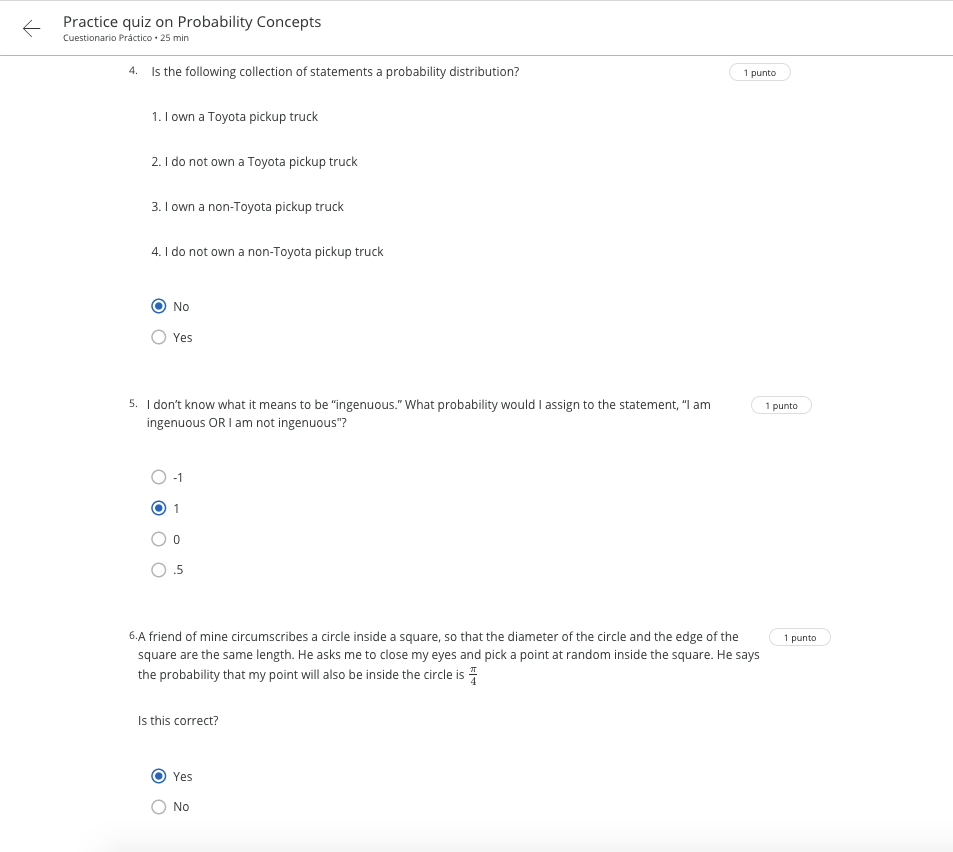 Practice quiz on Probability Concepts
Cuestionario Práctico • 25 min
4. Is the following collection of statements a probability distribution?
1 punto
1. I own a Toyota pickup truck
2. I do not own a Toyota pickup truck
3. I own a non-Toyota pickup truck
4. I do not own a non-Toyota pickup truck
No
Yes
5. I don’t know what it means to be “ingenuous.” What probability would I assign to the statement, “I am
ingenuous OR I am not ingenuous”?
1 punto
-1
1
0
.5
6. A friend of mine circumscribes a circle inside a square, so that the diameter of the circle and the edge of the
square are the same length. He asks me to close my eyes and pick a point at random inside the square. He says
the probability that my point will also be inside the circle is π/4
1 punto
Is this correct?
Yes
No